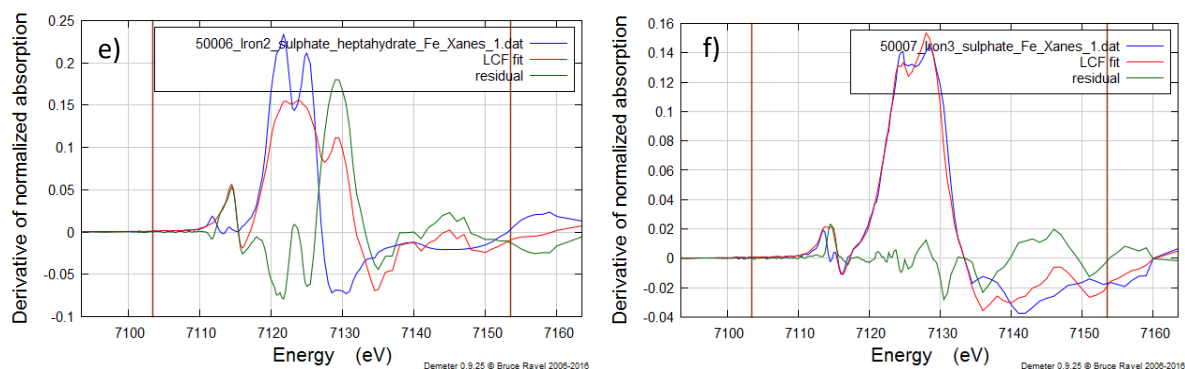 e)
50006_Iron2_sulphate_heptahydrate_Fe_Xanes_1.dat
LCF fit
residual
Derivative of normalized absorption
0.25
0.2
0.15
0.1
0.05
0
-0.05
-0.1
7100 7110 7120 7130 7140 7150 7160
Energy (eV)
Demeter 0.9.25 © Bruce Ravel 2006-2016
f)
50007_Iron3_sulphate_Fe_Xanes_1.dat
LCF fit
residual
Derivative of normalized absorption
0.16
0.14
0.12
0.1
0.08
0.06
0.04
0.02
0
-0.02
-0.04
7100 7110 7120 7130 7140 7150 7160
Energy (eV)
Demeter 0.9.25 © Bruce Ravel 2006-2016